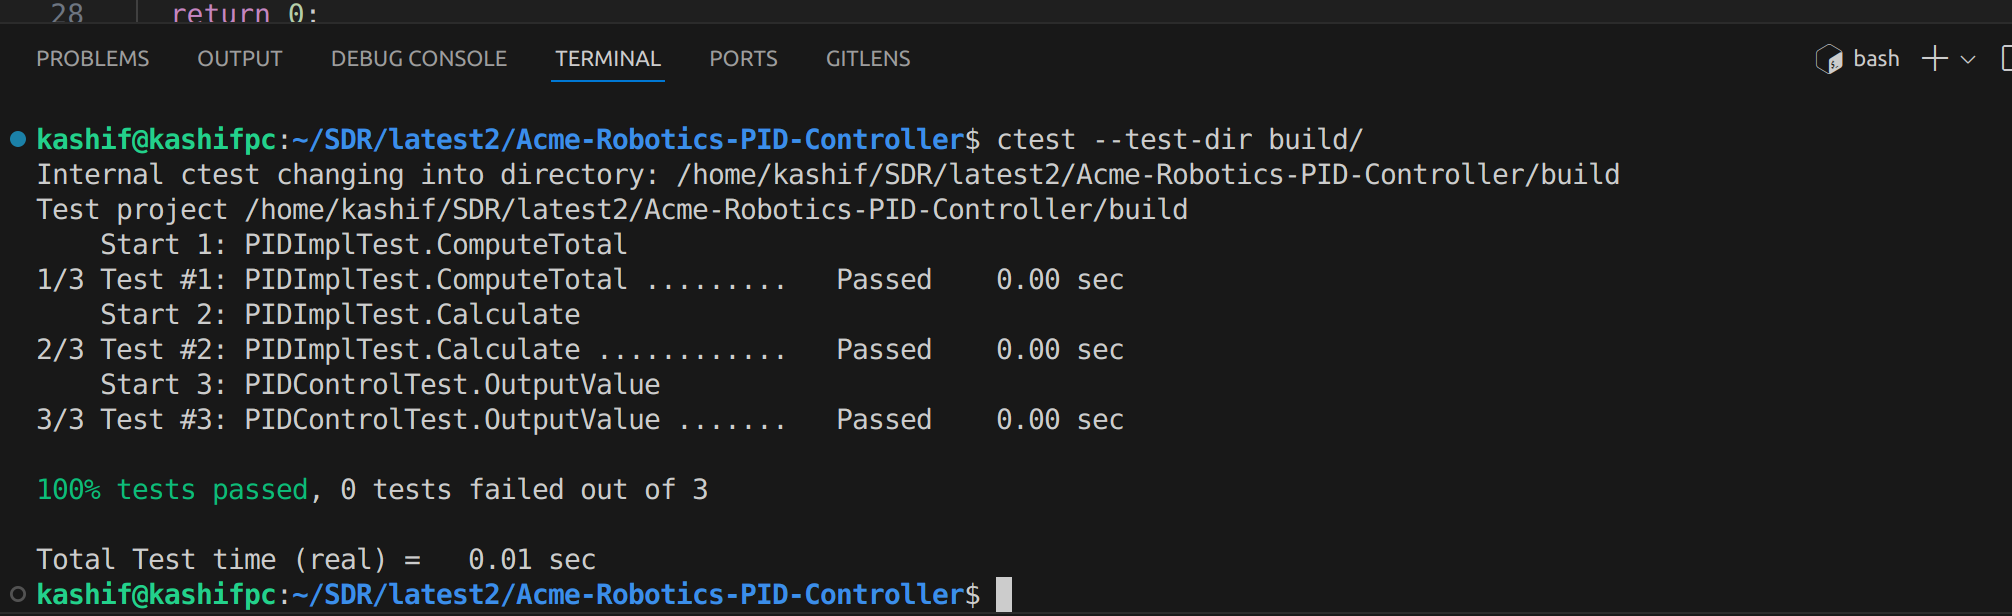 28 return 0;
PROBLEMS OUTPUT DEBUG CONSOLE TERMINAL PORTS GITLENS bash
kashif@kashifpc:~/SDR/latest2/Acme-Robotics-PID-Controller$ ctest --test-dir build/
Internal ctest changing into directory: /home/kashif/SDR/latest2/Acme-Robotics-PID-Controller/build
Test project /home/kashif/SDR/latest2/Acme-Robotics-PID-Controller/build
    Start 1: PIDImplTest.ComputeTotal
1/3 Test #1: PIDImplTest.ComputeTotal .........   Passed    0.00 sec
    Start 2: PIDImplTest.Calculate
2/3 Test #2: PIDImplTest.Calculate ............   Passed    0.00 sec
    Start 3: PIDControlTest.OutputValue
3/3 Test #3: PIDControlTest.OutputValue .......   Passed    0.00 sec
100% tests passed, 0 tests failed out of 3
Total Test time (real) =   0.01 sec
kashif@kashifpc:~/SDR/latest2/Acme-Robotics-PID-Controller$